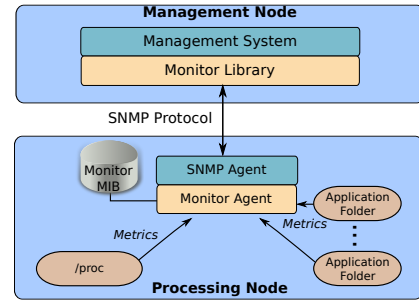 Management Node
Management System
Monitor Library
SNMP Protocol
Monitor
MIB
SNMP Agent
Monitor Agent
Application
Folder
Metrics
Metrics
/proc
Application
Folder
Processing Node